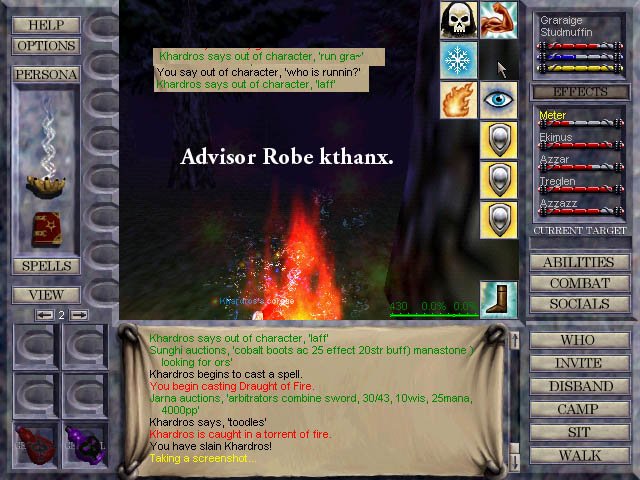 HELP
OPTIONS
PERSONA
SPELLS
VIEW
2
Khardros says out of character, 'run gra~'
You say out of character, 'who is runnin?'
Khardros says out of character, 'laff'
Advisor Robe kthanx.
Khardros's corpse
430 0.0% 0.0%
Graraige
Studmuffin
EFFECTS
Meter
Ekimus
Azzar
Treglen
Azzazz
CURRENT TARGET
ABILITIES
COMBAT
SOCIALS
Khardros says out of character, 'laff'
Sunghi auctions, 'cobalt boots ac 25 effect 20str buff) manastone )
looking for ors'
Khardros begins to cast a spell.
You begin casting Draught of Fire.
Jarna auctions, 'arbitrators combine sword, 30/43, 10wis, 25mana,
4000pp'
Khardros says, 'toodles'
Khardros is caught in a torrent of fire.
You have slain Khardros!
Taking a screenshot...
WHO
INVITE
DISBAND
CAMP
SIT
WALK